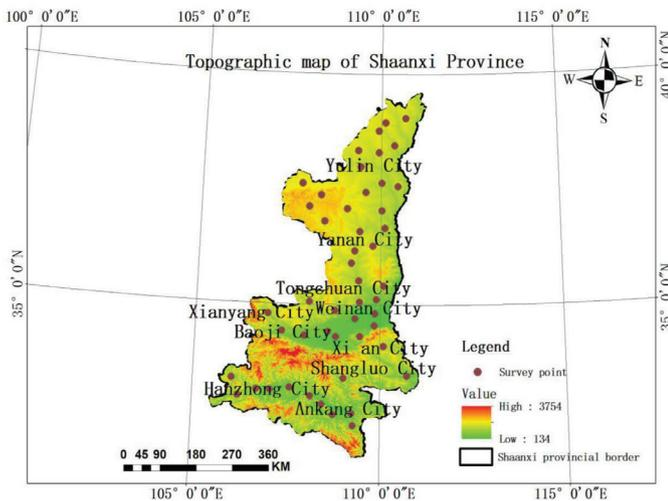 100° 0′0″E
105° 0′0″E
110° 0′0″E
115° 0′0″E
Topographic map of Shaanxi Province
N
W
E
S
40° 0′0″N
Yulin City
Yanan City
35° 0′0″N
35° 0′0″N
Tongchuan City
Xianyang City
Weinan City
Baoji City
Xi an City
Shangluo City
Hanzhong City
Ankang City
Legend
Survey point
Value
High : 3754
Low : 134
Shaanxi provincial border
0 45 90 180 270 360
KM
105° 0′0″E
110° 0′0″E
115° 0′0″E